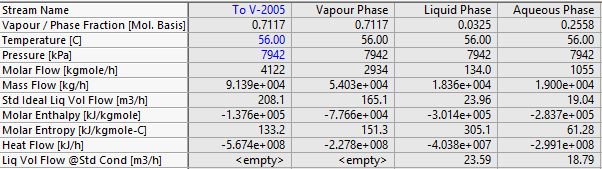 Stream Name To V-2005 Vapour Phase Liquid Phase Aqueous Phase
Vapour / Phase Fraction [Mol. Basis] 0.7117 0.7117 0.0325 0.2558
Temperature [C] 56.00 56.00 56.00 56.00
Pressure [kPa] 7942 7942 7942 7942
Molar Flow [kgmole/h] 4122 2934 134.0 1055
Mass Flow [kg/h] 9.139e+004 5.403e+004 1.836e+004 1.900e+004
Std Ideal Liq Vol Flow [m3/h] 208.1 165.1 23.96 19.04
Molar Enthalpy [kJ/kgmole] -1.376e+005 -7.766e+004 -3.014e+005 -2.837e+005
Molar Entropy [kJ/kgmole-C] 133.2 151.3 305.1 61.28
Heat Flow [kJ/h] -5.674e+008 -2.278e+008 -4.038e+007 -2.991e+008
Liq Vol Flow @Std Cond [m3/h] <empty> <empty> 23.59 18.79